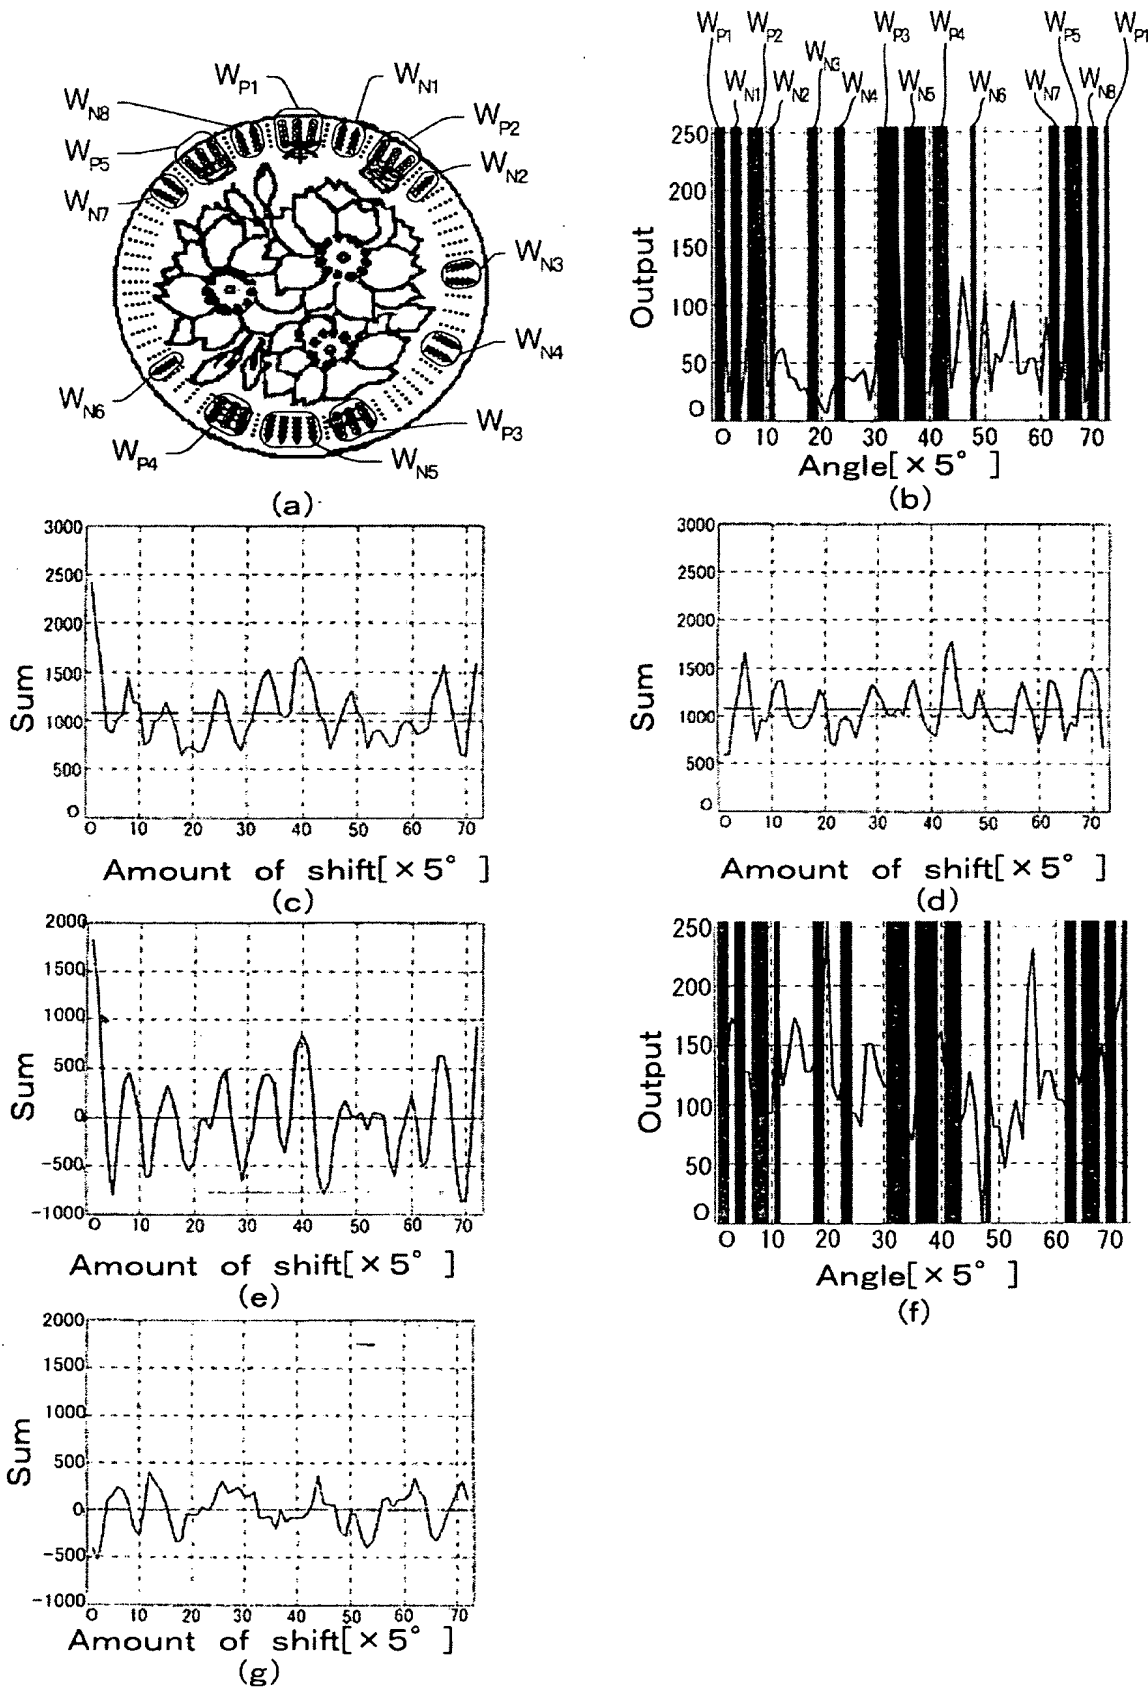 W_P1
W_N1
W_P2
W_N2
W_N3
W_N4
W_P3
W_N5
W_P4
W_N6
W_N7
W_P5
W_N8
(a)
W_P1
W_P2
W_N3
W_P3
W_P4
W_P5
W_P1
W_N1
W_N2
W_N4
W_N5
W_N6
W_N7
W_N8
Output
250
200
150
100
50
0
0 10 20 30 40 50 60 70
Angle[×5°]
(b)
Sum
3000
2500
2000
1500
1000
500
0
0 10 20 30 40 50 60 70
Amount of shift[×5°]
(c)
Sum
3000
2500
2000
1500
1000
500
0
0 10 20 30 40 50 60 70
Amount of shift[×5°]
(d)
Sum
2000
1500
1000
500
0
-500
-1000
0 10 20 30 40 50 60 70
Amount of shift[×5°]
(e)
Output
250
200
150
100
50
0
0 10 20 30 40 50 60 70
Angle[×5°]
(f)
Sum
2000
1500
1000
500
0
-500
-1000
0 10 20 30 40 50 60 70
Amount of shift[×5°]
(g)